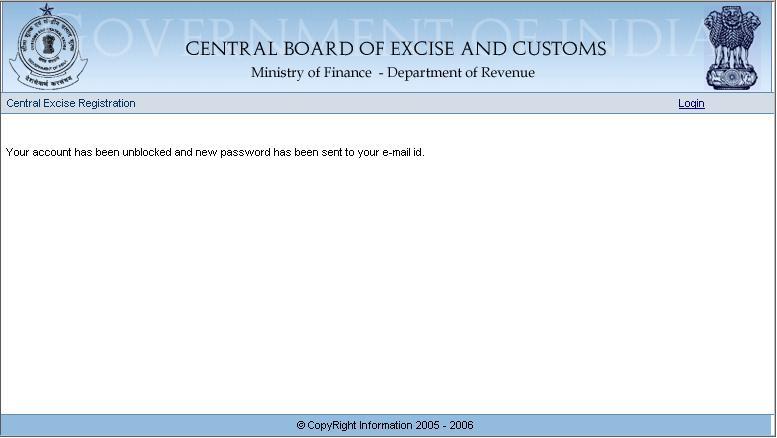 GOVERNMENT OF INDIA
CENTRAL BOARD OF EXCISE AND CUSTOMS
Ministry of Finance - Department of Revenue
Central Excise Registration
Login
Your account has been unblocked and new password has been sent to your e-mail id.
© CopyRight Information 2005 - 2006